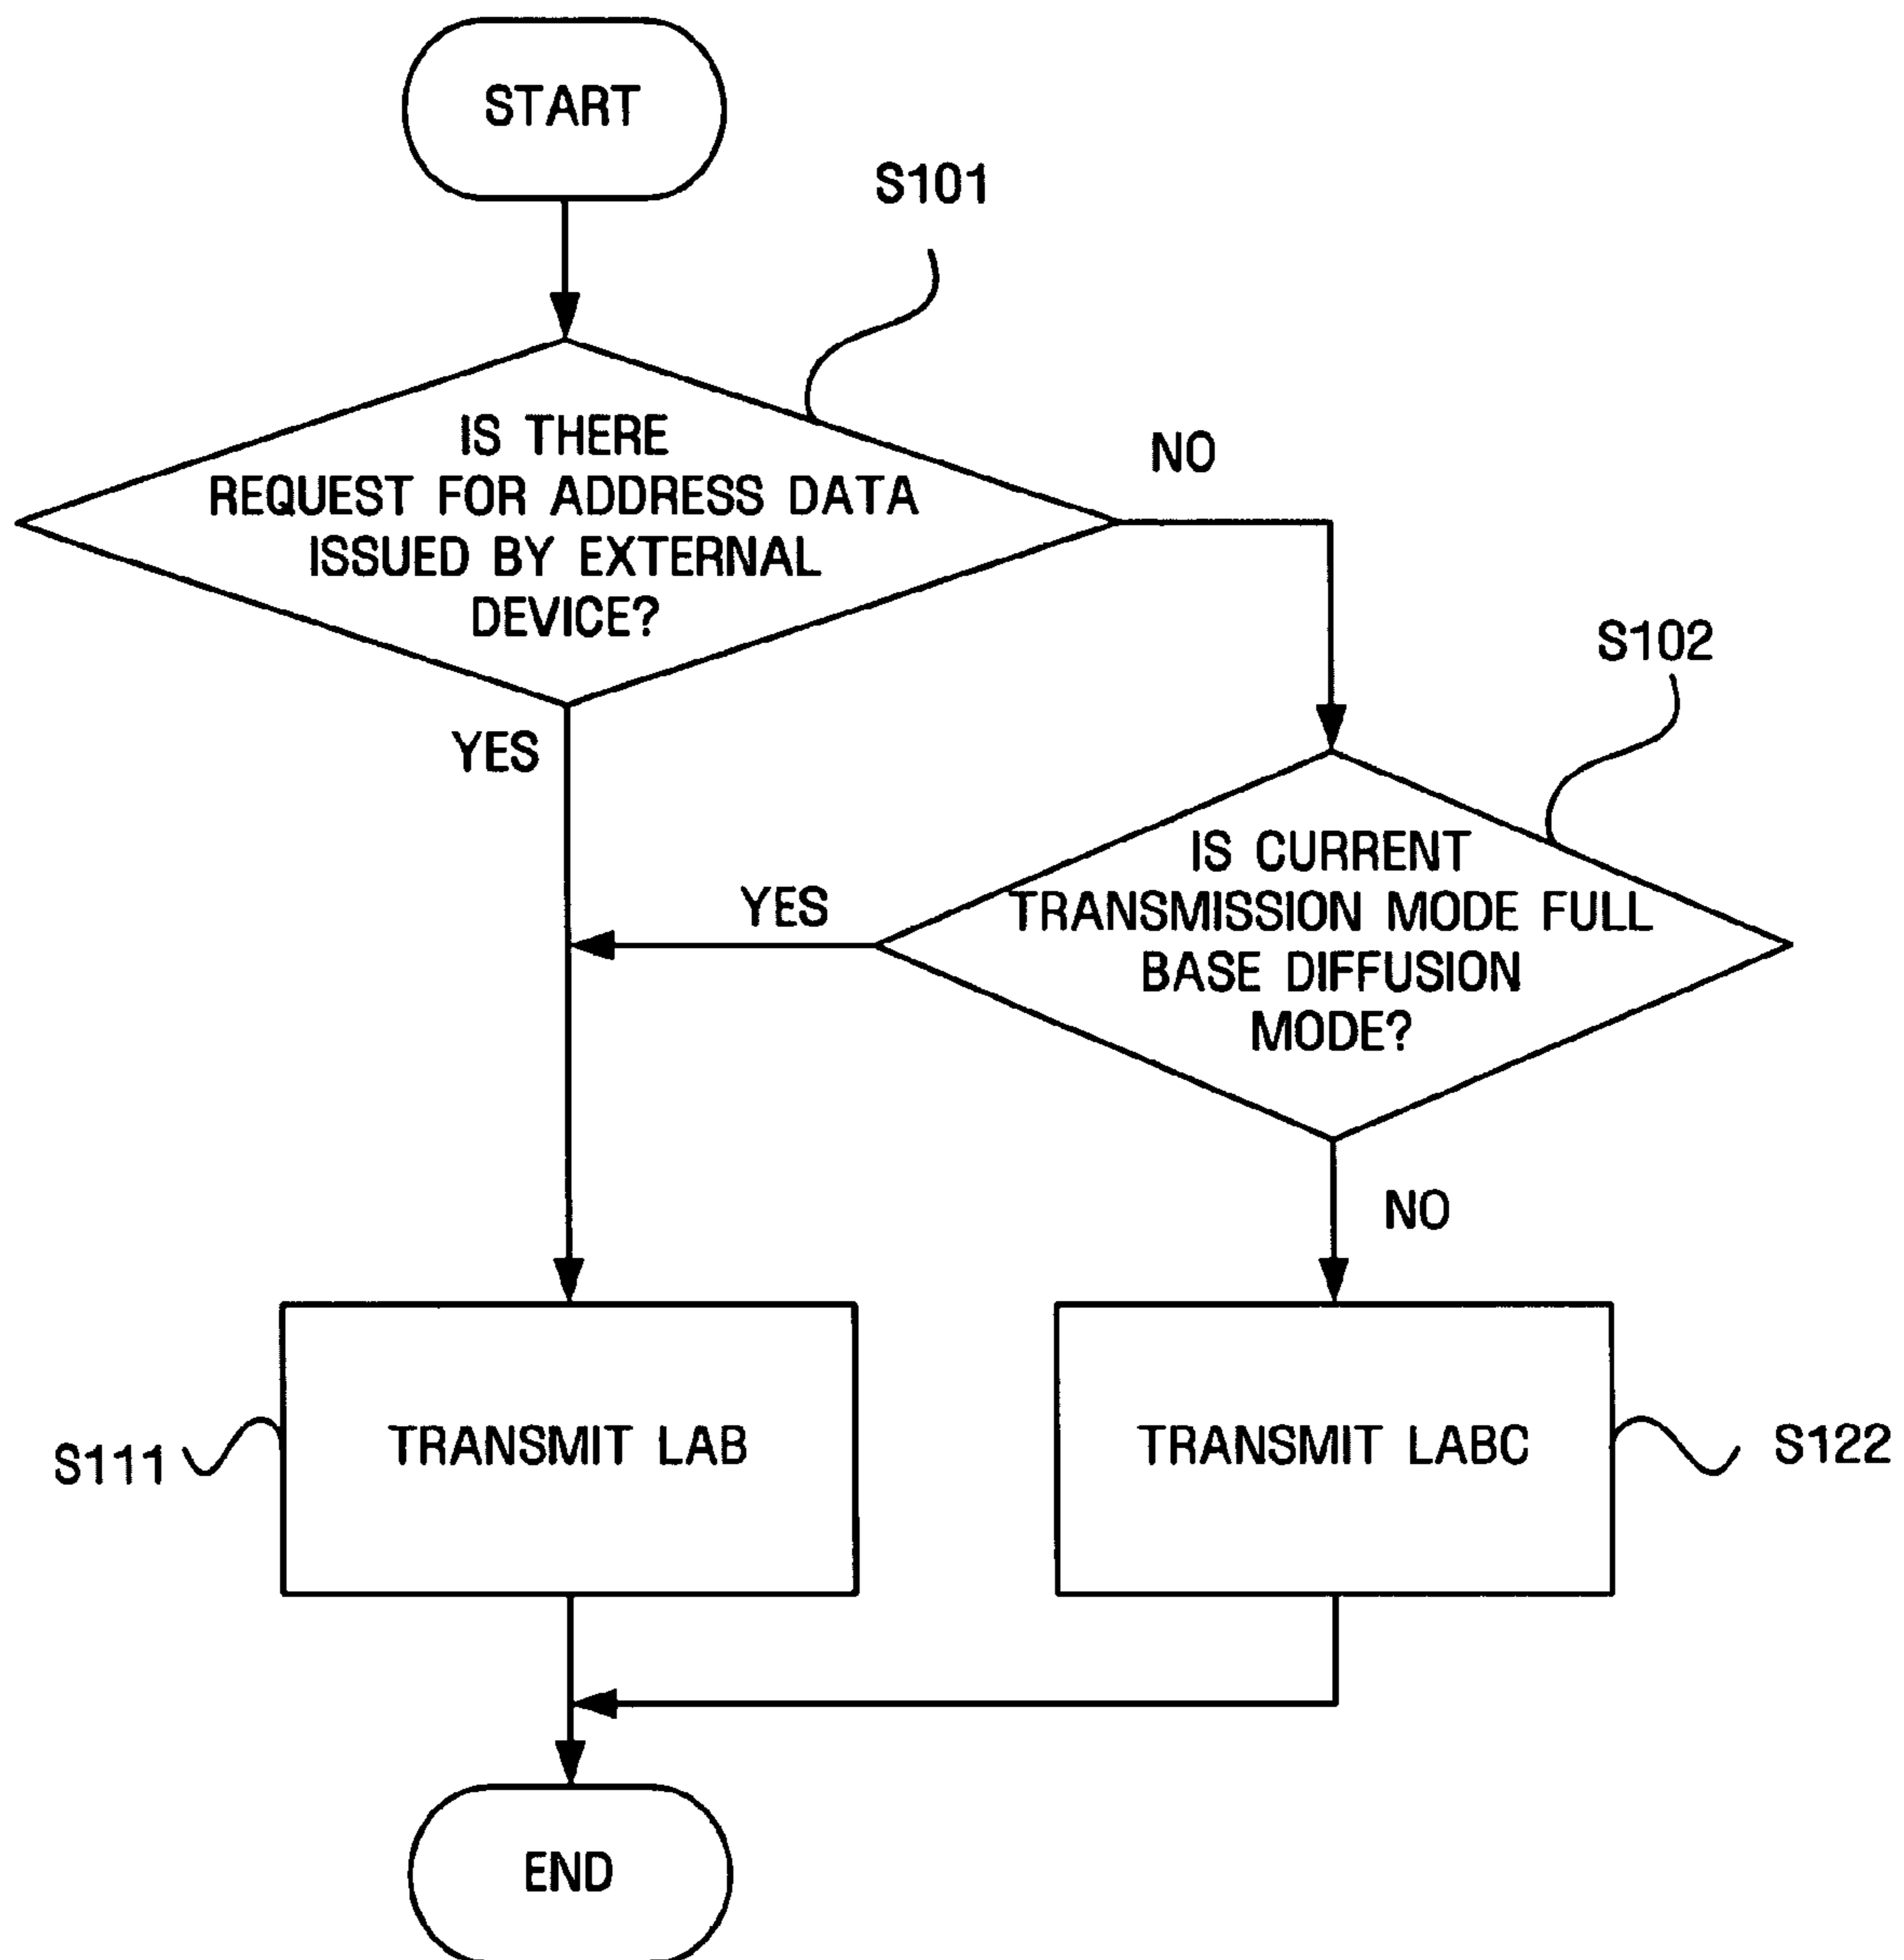 START
S101
IS THERE
REQUEST FOR ADDRESS DATA
ISSUED BY EXTERNAL
DEVICE?
NO
YES
S102
IS CURRENT
TRANSMISSION MODE FULL
BASE DIFFUSION
MODE?
YES
NO
S111
TRANSMIT LAB
TRANSMIT LABC
S122
END